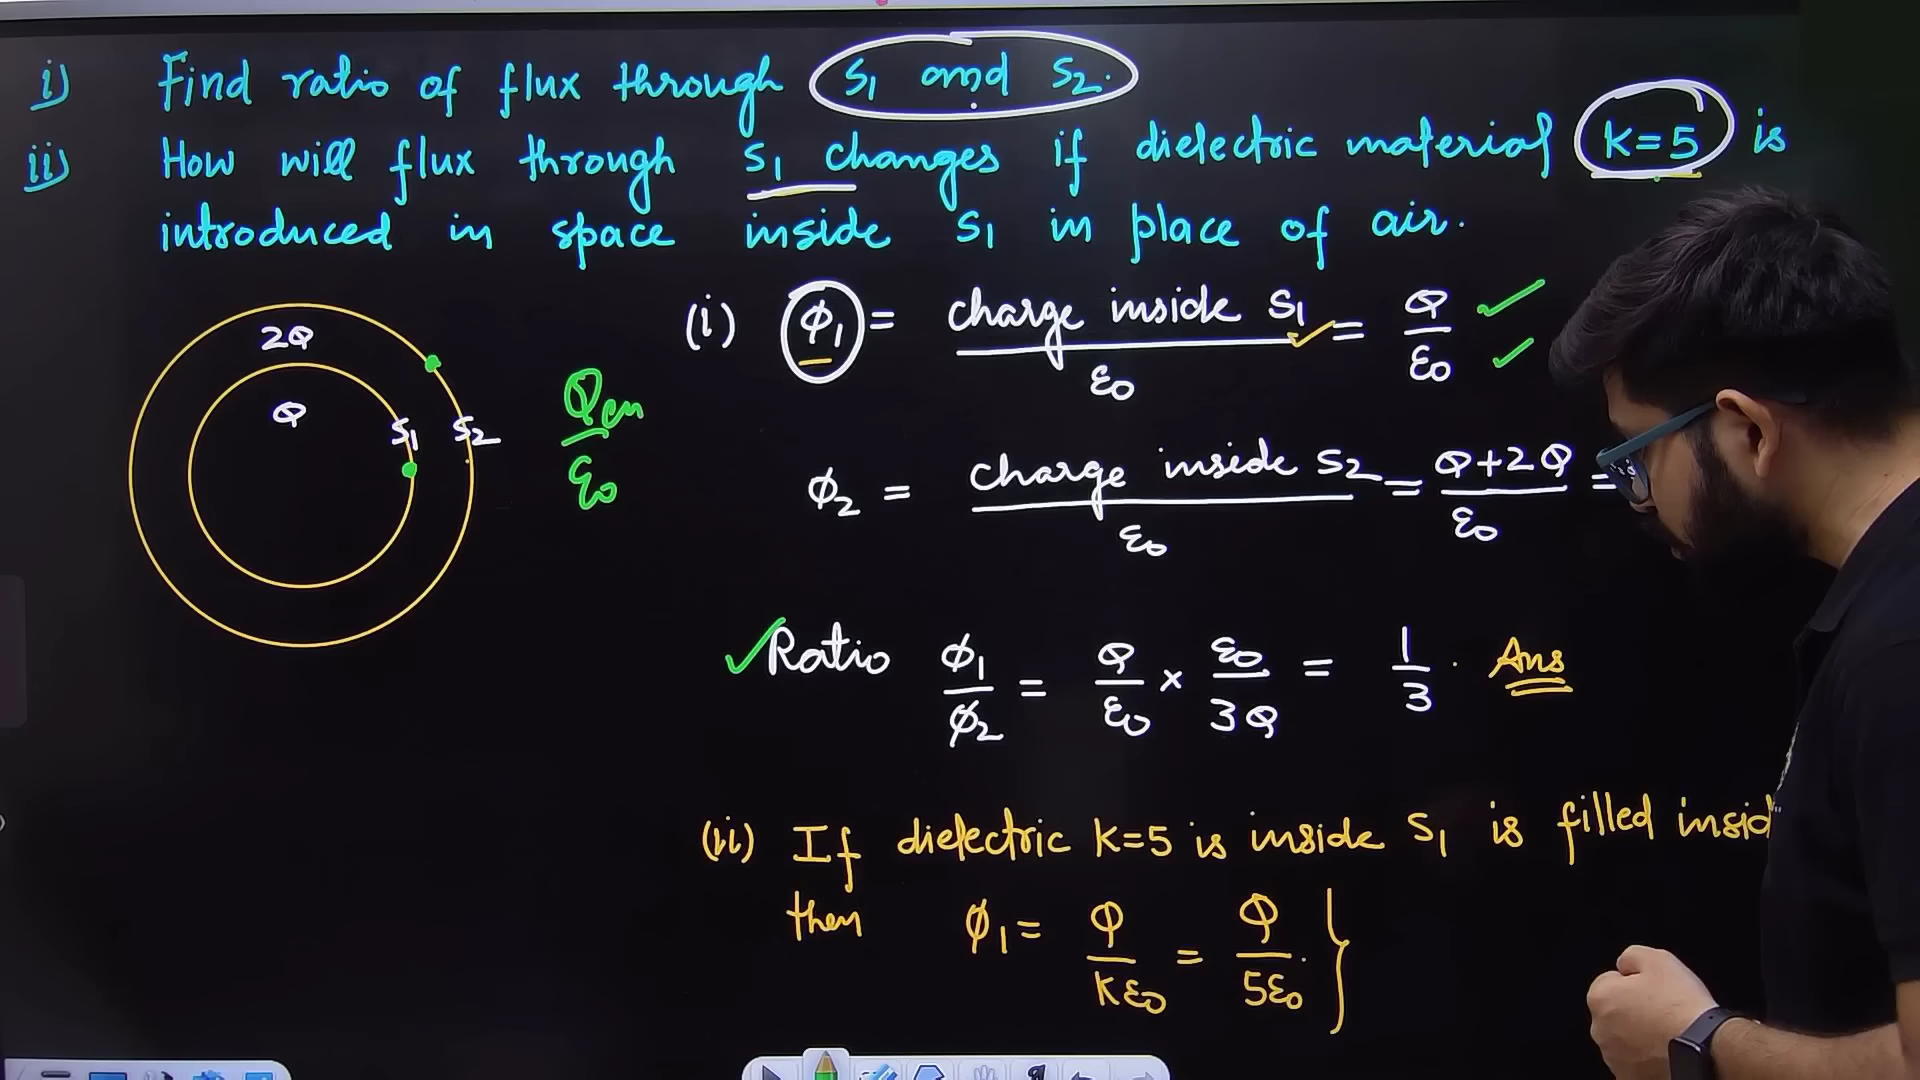 i) Find ratio of flux through S1 and S2.
ii) How will flux through S1 changes if dielectric material K=5 is
introduced in space inside S1 in place of air.
2Q
Q
S1
S2
Qen/ε0
(i) ϕ1 = charge inside S1/ε0 = Q/ε0
ϕ2 = charge inside S2/ε0 = Q+2Q/ε0 =
Ratio ϕ1/ϕ2 = Q/ε0 × ε0/3Q = 1/3 . Ans
(ii) If dielectric K=5 is inside S1 is filled insid
then ϕ1 = Q/Kε0 = Q/5ε0 }